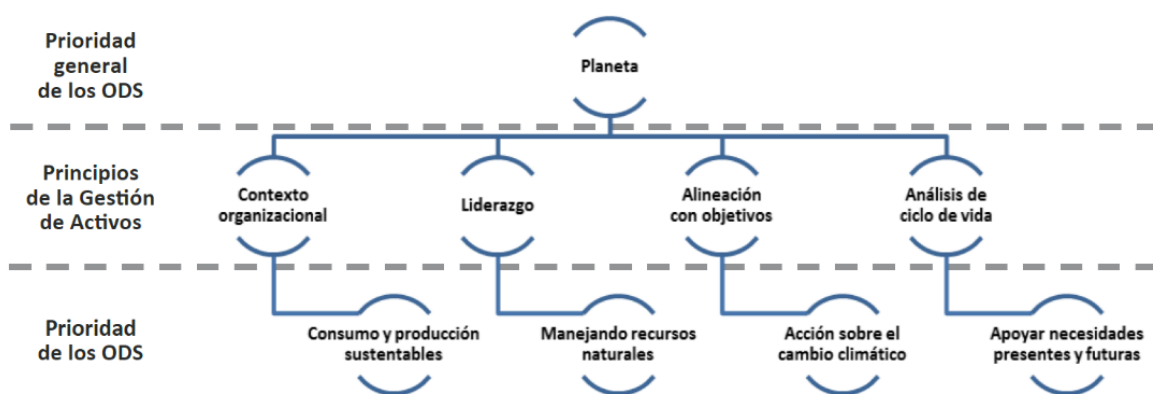 Prioridad
general
de los ODS
Planeta
Principios
de la Gestión
de Activos
Contexto
organizacional
Liderazgo
Alineación
con objetivos
Análisis de
ciclo de vida
Prioridad
de los ODS
Consumo y producción
sustentables
Manejando recursos
naturales
Acción sobre el
cambio climático
Apoyar necesidades
presentes y futuras